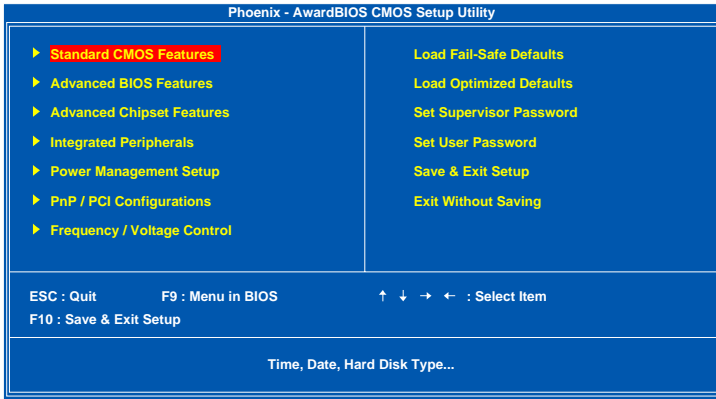 Phoenix - AwardBIOS CMOS Setup Utility
Standard CMOS Features
Advanced BIOS Features
Advanced Chipset Features
Integrated Peripherals
Power Management Setup
PnP / PCI Configurations
Frequency / Voltage Control
Load Fail-Safe Defaults
Load Optimized Defaults
Set Supervisor Password
Set User Password
Save & Exit Setup
Exit Without Saving
ESC : Quit F9 : Menu in BIOS ↑ ↓ → ← : Select Item
F10 : Save & Exit Setup
Time, Date, Hard Disk Type...